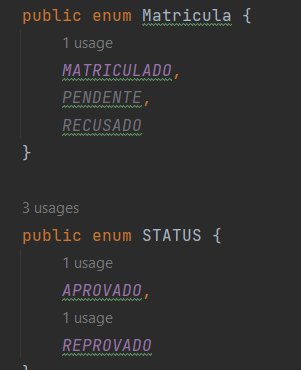 public enum Matricula {
1 usage
MATRICULADO,
PENDENTE,
RECUSADO
}
3 usages
public enum STATUS {
1 usage
APROVADO,
1 usage
REPROVADO
}